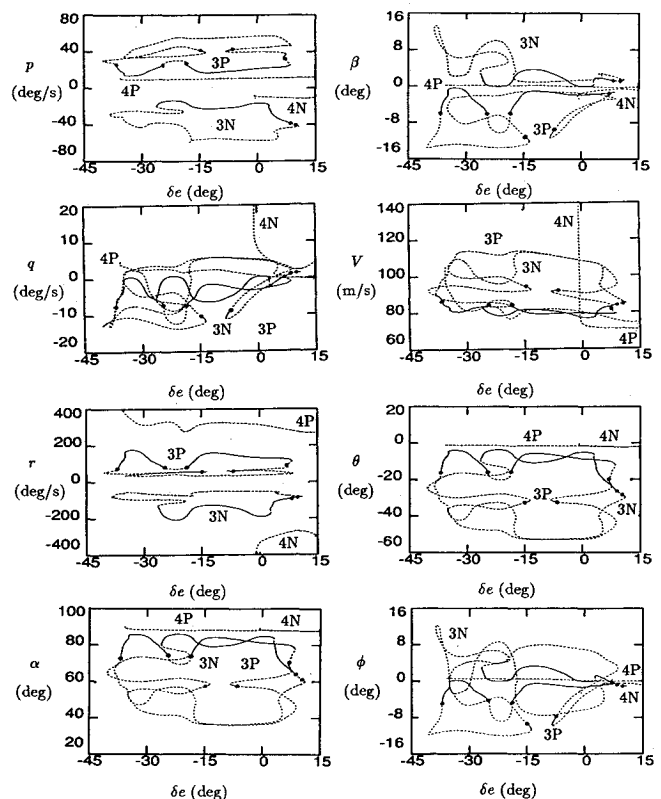 80
p
40
(deg/s)
0
-40
-80
3P
4P
4N
3N
-45 -30 -15 0 15
δe (deg)
16
β
8
(deg)
0
-8
-16
3N
4P
4N
3P
-45 -30 -15 0 15
δe (deg)
20
q
10
(deg/s)
0
-10
-20
4N
4P
3N
3P
-45 -30 -15 0 15
δe (deg)
140
V
120
(m/s)
100
80
60
4N
3P
3N
4P
-45 -30 -15 0 15
δe (deg)
400
r
200
(deg/s)
0
-200
-400
4P
3P
3N
4N
-45 -30 -15 0 15
δe (deg)
20
θ
0
(deg)
-20
-40
-60
4P
4N
3P
3N
-45 -30 -15 0 15
δe (deg)
100
α
80
(deg)
60
40
20
4P
4N
3N
3P
-45 -30 -15 0 15
δe (deg)
16
ϕ
8
(deg)
0
-8
-16
3N
4P
4N
3P
-45 -30 -15 0 15
δe (deg)